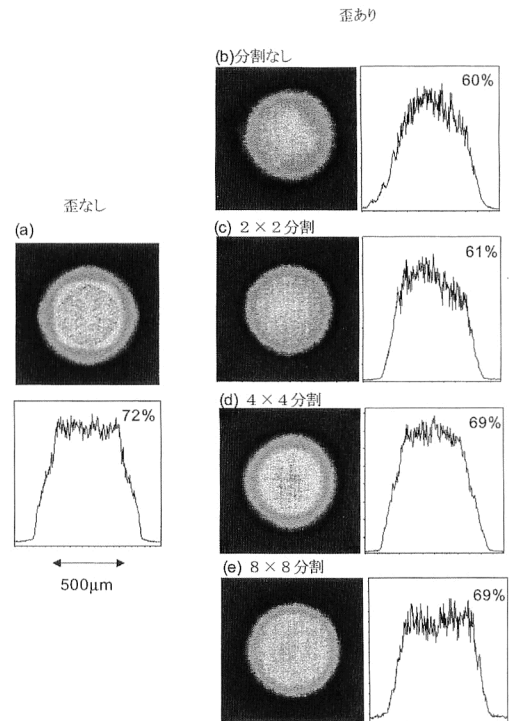 歪あり
(b)分割なし
60%
歪なし
(a)
72%
500μm
(c) 2×2分割
61%
(d) 4×4分割
69%
(e) 8×8分割
69%